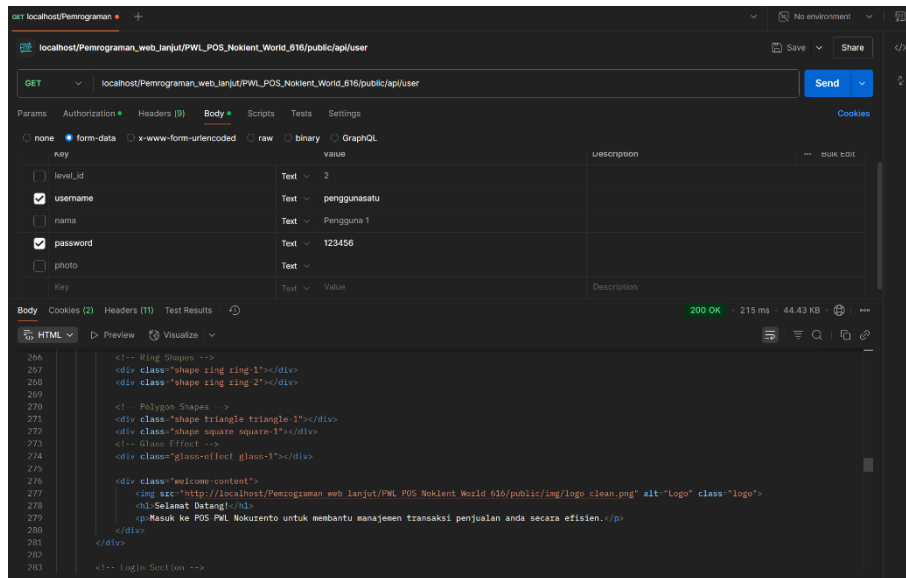 GET localhost/Pemrograman
No environment
localhost/Pemrograman_web_lanjut/PWL_POS_Noklent_World_616/public/api/user
Save Share
GET localhost/Pemrograman_web_lanjut/PWL_POS_Noklent_World_616/public/api/user Send
Params Authorization Headers (9) Body Scripts Tests Settings Cookies
none form-data x-www-form-urlencoded raw binary GraphQL
Key Value Description Bulk Edit
level_id Text 2
username Text penggunasatu
nama Text Pengguna 1
password Text 123456
photo Text
Key Text Value Description
Body Cookies (2) Headers (11) Test Results 200 OK 215 ms 44.43 KB
HTML Preview Visualize
266 <!-- Ring Shapes -->
267 <div class="shape ring ring-1"></div>
268 <div class="shape ring ring-2"></div>
269
270 <!-- Polygon Shapes -->
271 <div class="shape triangle triangle-1"></div>
272 <div class="shape square square-1"></div>
273 <!-- Glass Effect -->
274 <div class="glass-effect glass-1"></div>
275
276 <div class="welcome-content">
277 <img src="http://localhost/Pemrograman_web_lanjut/PWL_POS_Noklent_World_616/public/img/logo_clean.png" alt="Logo" class="logo">
278 <h1>Selamat Datang!</h1>
279 <p>Masuk ke POS PWL Nokurento untuk membantu manajemen transaksi penjualan anda secara efisien.</p>
280 </div>
281 </div>
282
283 <!-- Login Section -->